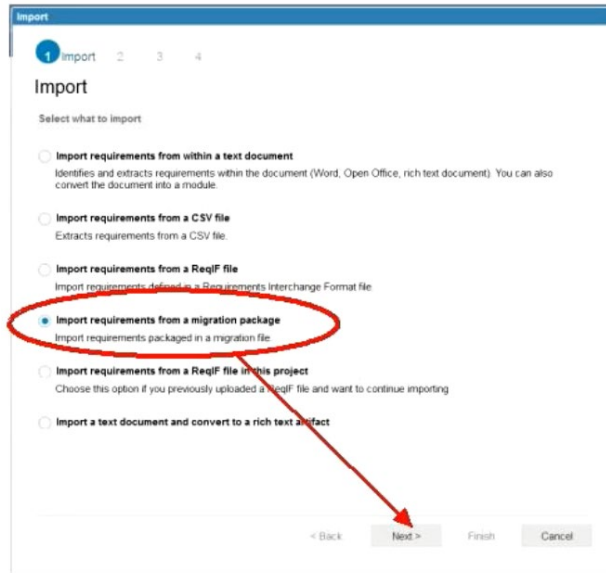 Import
1 Import 2 3 4
Import
Select what to import
Import requirements from within a text document
Identifies and extracts requirements within the document (Word, Open Office, rich text document). You can also
convert the document into a module.
Import requirements from a CSV file
Extracts requirements from a CSV file.
Import requirements from a ReqIF file
Import requirements defined in a Requirements Interchange Format file
Import requirements from a migration package
Import requirements packaged in a migration file
Import requirements from a ReqIF file in this project
Choose this option if you previously uploaded a ReqIF file and want to continue importing
Import a text document and convert to a rich text artifact
< Back Next > Finish Cancel